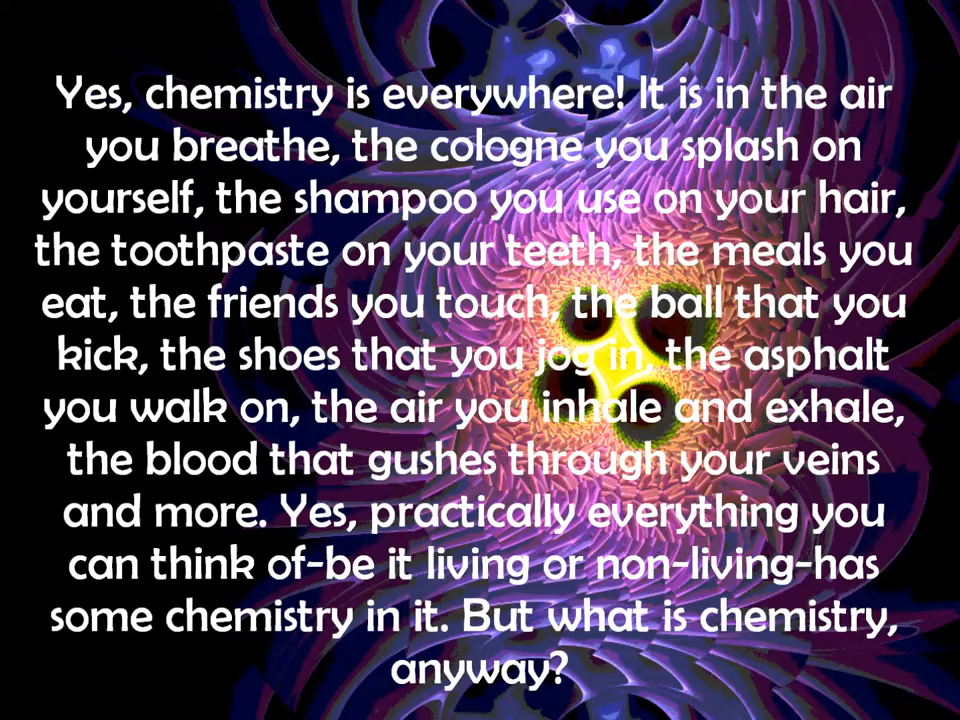 Yes, chemistry is everywhere! It is in the air
you breathe, the cologne you splash on
yourself, the shampoo you use on your hair,
the toothpaste on your teeth, the meals you
eat, the friends you touch, the ball that you
kick, the shoes that you jog in, the asphalt
you walk on, the air you inhale and exhale,
the blood that gushes through your veins
and more. Yes, practically everything you
can think of-be it living or non-living-has
some chemistry in it. But what is chemistry,
anyway?